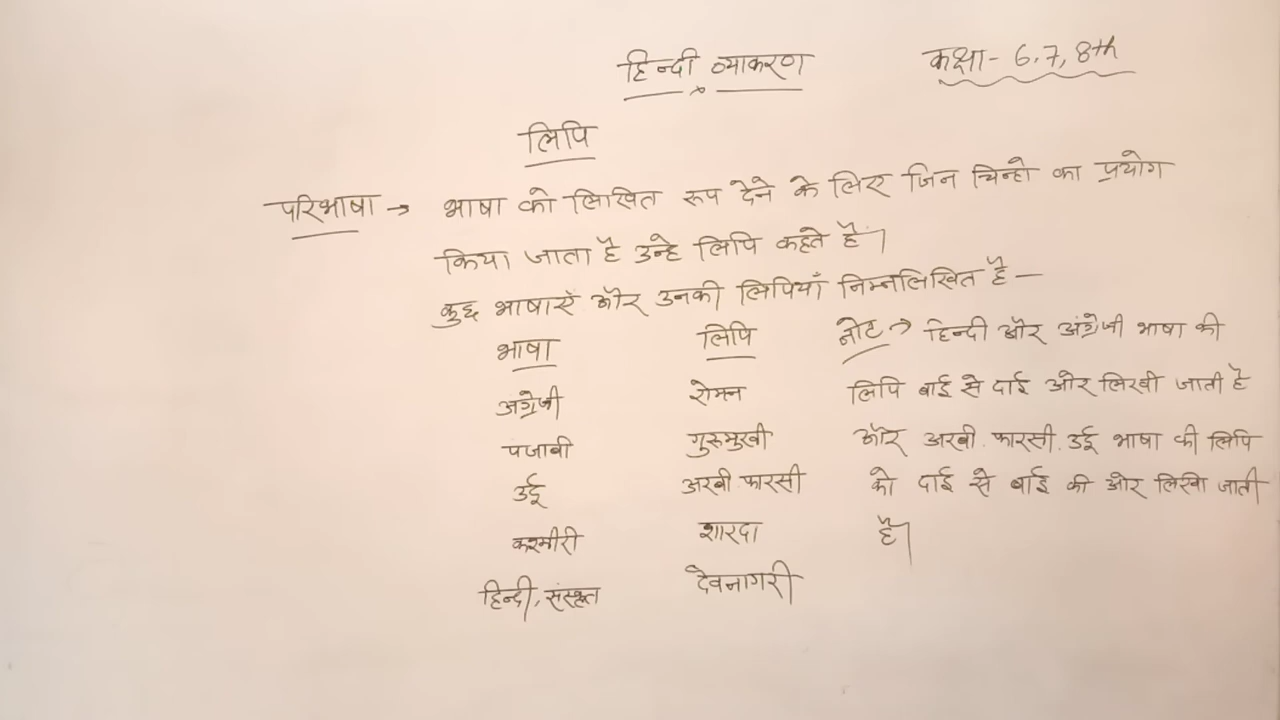 हिन्दी व्याकरण कक्षा- 6,7,8th
लिपि
परिभाषा → भाषा को लिखित रूप देने के लिए जिन चिन्हो का प्रयोग
किया जाता है उन्हे लिपि कहते है।
कुछ भाषाएँ और उनकी लिपियाँ निम्नलिखित है —
भाषा लिपि
अंग्रेजी रोमन
पंजाबी गुरुमुखी
उर्दू अरबी फारसी
कश्मीरी शारदा
हिन्दी, संस्कृत देवनागरी
नोट → हिन्दी और अंग्रेजी भाषा की
लिपि बाई से दाई ओर लिखी जाती है
और अरबी. फारसी. उर्दू भाषा की लिपि
को दाई से बाई की ओर लिखा जाती
है।